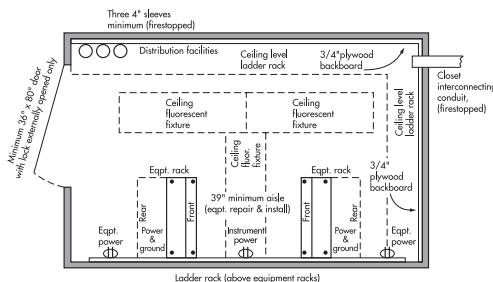 Three 4" sleeves
minimum (firestopped)
Distribution facilities
Ceiling level
ladder rack
3/4"plywood
backboard
Closet
interconnecting
conduit,
(firestopped)
Minimum 36" x 80" door
with lock externally opened only
Ceiling
fluorescent
fixture
Ceiling
fluorescent
fixture
Ceiling level
ladder rack
Ceiling
fluor.
fixture
3/4"
plywood
backboard
Eqpt. rack
Eqpt. rack
39" minimum aisle
(eqpt. repair & install)
Rear
Front
Front
Rear
Eqpt.
power
Power
&
ground
Instrument
power
Power
&
ground
Eqpt.
power
Ladder rack (above equipment racks)